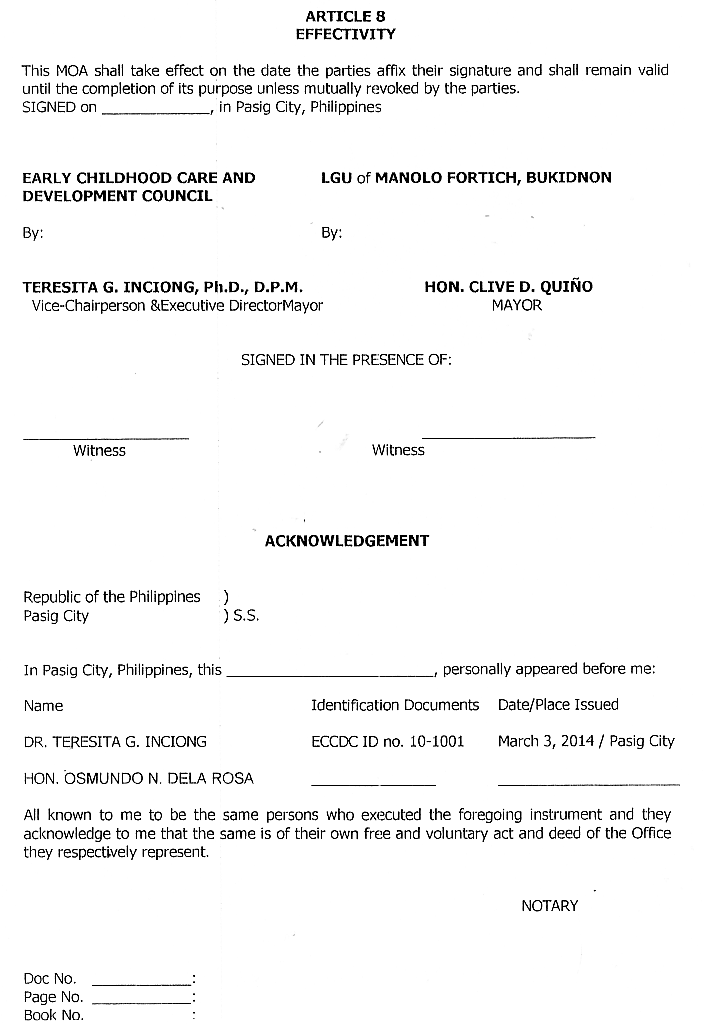 ARTICLE 8
EFFECTIVITY
This MOA shall take effect on the date the parties affix their signature and shall remain valid
until the completion of its purpose unless mutually revoked by the parties.
SIGNED on _____________, in Pasig City, Philippines
EARLY CHILDHOOD CARE AND LGU of MANOLO FORTICH, BUKIDNON
DEVELOPMENT COUNCIL
By: By:
TERESITA G. INCIONG, Ph.D., D.P.M. HON. CLIVE D. QUIÑO
Vice-Chairperson &Executive DirectorMayor MAYOR
SIGNED IN THE PRESENCE OF:
____________________ _____________________
Witness Witness
ACKNOWLEDGEMENT
Republic of the Philippines )
Pasig City ) S.S.
In Pasig City, Philippines, this _________________________, personally appeared before me:
Name Identification Documents Date/Place Issued
DR. TERESITA G. INCIONG ECCDC ID no. 10-1001 March 3, 2014 / Pasig City
HON. OSMUNDO N. DELA ROSA _______________ ______________________
All known to me to be the same persons who executed the foregoing instrument and they
acknowledge to me that the same is of their own free and voluntary act and deed of the Office
they respectively represent.
NOTARY
Doc No. ____________:
Page No. ____________:
Book No. :